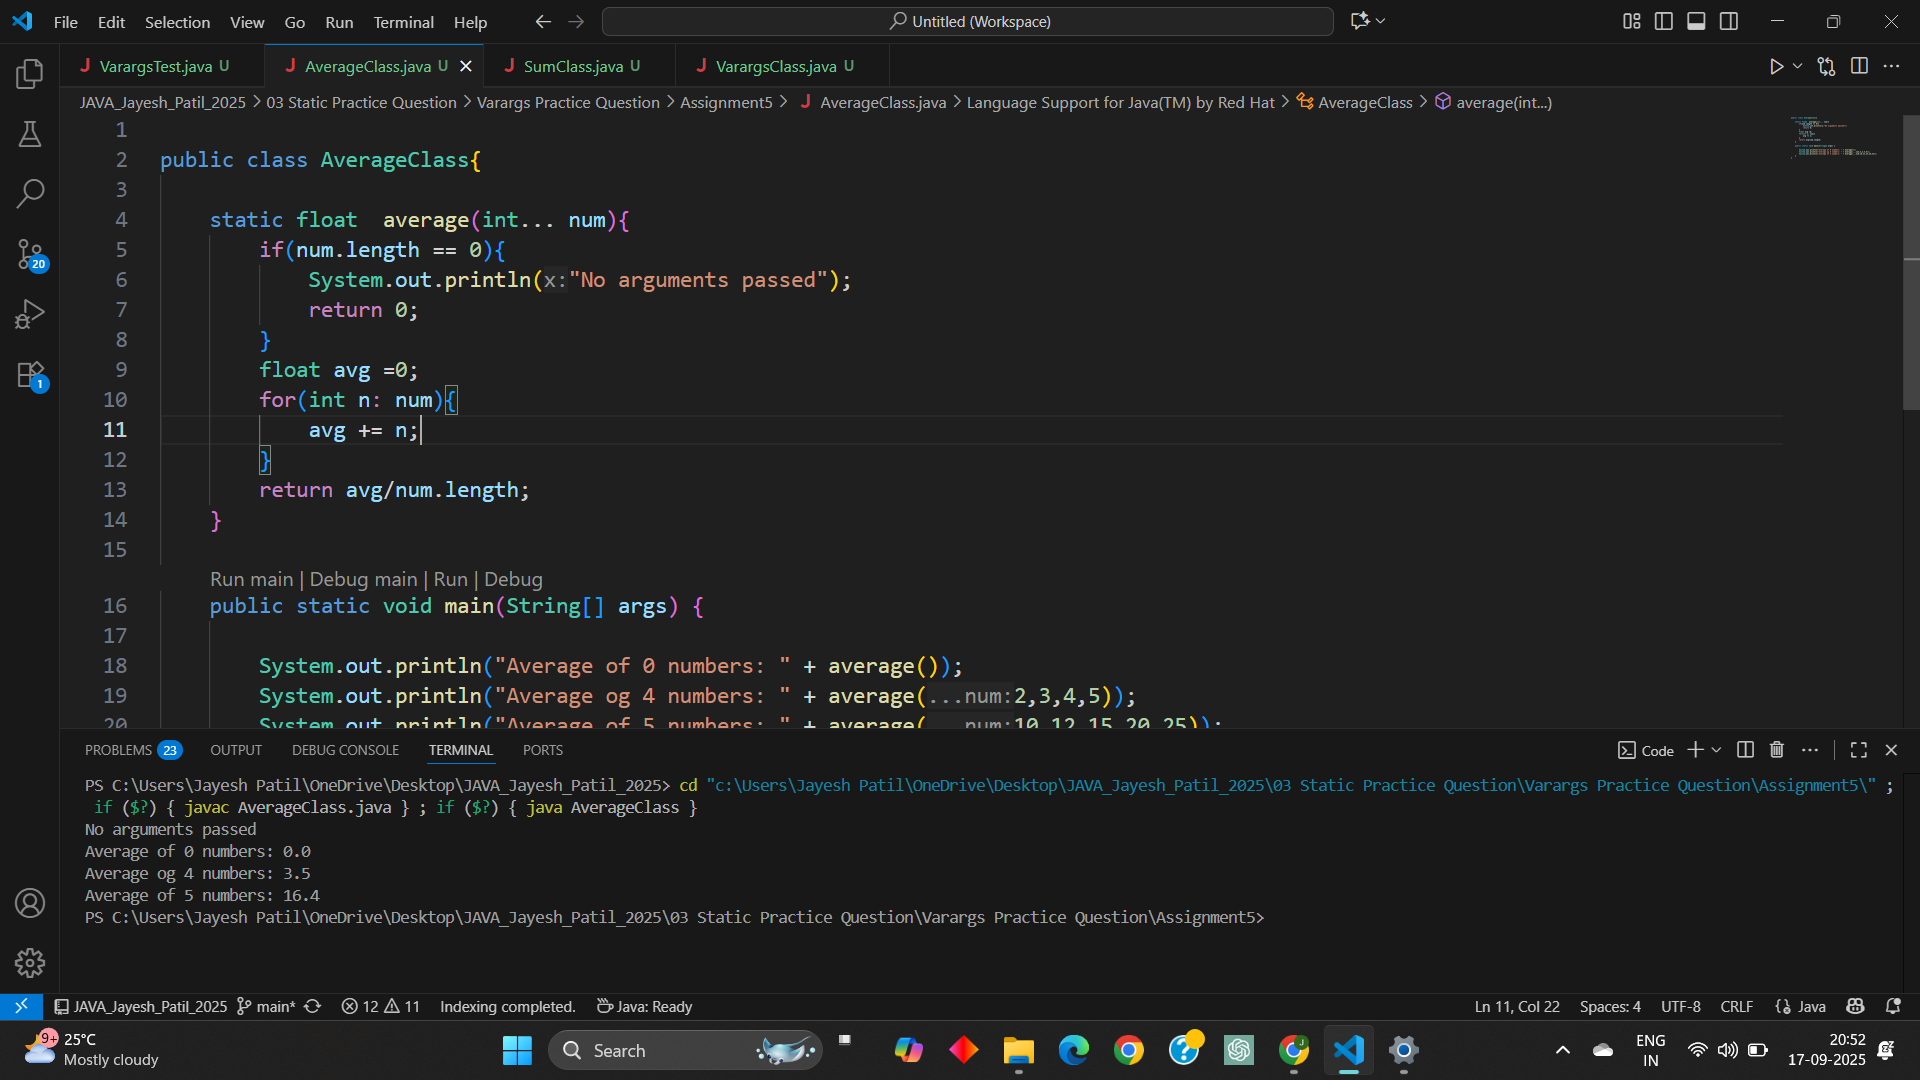 File Edit Selection View Go Run Terminal Help
Untitled (Workspace)
J VarargsTest.java U
J AverageClass.java U
J SumClass.java U
J VarargsClass.java U
JAVA_Jayesh_Patil_2025 > 03 Static Practice Question > Varargs Practice Question > Assignment5 > J AverageClass.java > Language Support for Java(TM) by Red Hat > AverageClass > average(int...)
1
2 public class AverageClass{
3
4 static float  average(int... num){
5 if(num.length == 0){
6 System.out.println(x:"No arguments passed");
7 return 0;
8 }
9 float avg =0;
10 for(int n: num){
11 avg += n;
12 }
13 return avg/num.length;
14 }
15
Run main | Debug main | Run | Debug
16 public static void main(String[] args) {
17
18 System.out.println("Average of 0 numbers: " + average());
19 System.out.println("Average og 4 numbers: " + average(...num:2,3,4,5));
20 System.out.println("Average of 5 numbers: " + average(...num:10,12,15,20,25));
20
1
PROBLEMS 23 OUTPUT DEBUG CONSOLE TERMINAL PORTS
Code
PS C:\Users\Jayesh Patil\OneDrive\Desktop\JAVA_Jayesh_Patil_2025> cd "c:\Users\Jayesh Patil\OneDrive\Desktop\JAVA_Jayesh_Patil_2025\03 Static Practice Question\Varargs Practice Question\Assignment5\" ;
if ($?) { javac AverageClass.java } ; if ($?) { java AverageClass }
No arguments passed
Average of 0 numbers: 0.0
Average og 4 numbers: 3.5
Average of 5 numbers: 16.4
PS C:\Users\Jayesh Patil\OneDrive\Desktop\JAVA_Jayesh_Patil_2025\03 Static Practice Question\Varargs Practice Question\Assignment5>
JAVA_Jayesh_Patil_2025 main* 12 11 Indexing completed. Java: Ready
Ln 11, Col 22 Spaces: 4 UTF-8 CRLF Java
9+
25°C
Mostly cloudy
Search
J
ENG
IN
20:52
17-09-2025